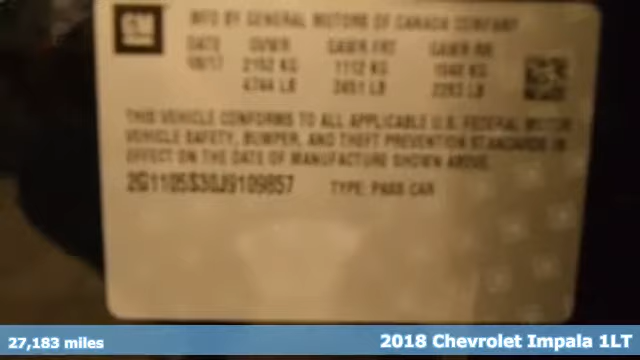 GM
MFD BY GENERAL MOTORS OF CANADA COMPANY
DATE GVWR GAWR FRT GAWR RR
2152 KG 1112 KG 1040 KG
4744 LB 2451 LB 2293 LB
THIS VEHICLE CONFORMS TO ALL APPLICABLE U.S. FEDERAL MOTOR
VEHICLE SAFETY, BUMPER, AND THEFT PREVENTION STANDARDS IN
EFFECT ON THE DATE OF MANUFACTURE SHOWN ABOVE.
2G1105S30J9109857 TYPE: PASS CAR
27,183 miles
2018 Chevrolet Impala 1LT